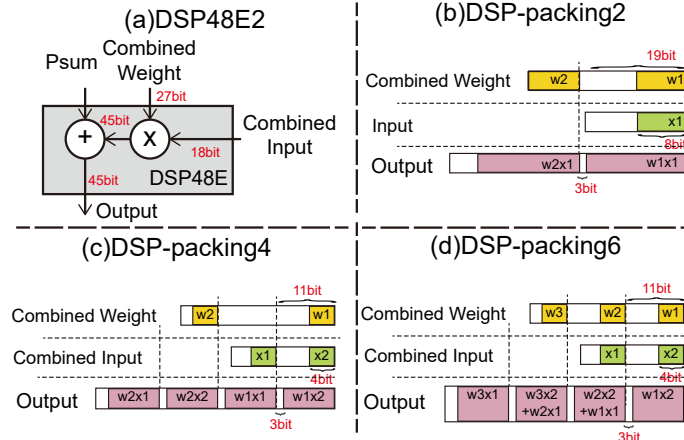 (a)DSP48E2
Psum
Combined
Weight
27bit
45bit
+
x
18bit
Combined
Input
45bit
DSP48E
Output
(b)DSP-packing2
19bit
Combined Weight
w2
w1
Input
x1
8bit
Output
w2x1
w1x1
3bit
(c)DSP-packing4
11bit
Combined Weight
w2
w1
Combined Input
x1
x2
4bit
Output
w2x1
w2x2
w1x1
w1x2
3bit
(d)DSP-packing6
11bit
Combined Weight
w3
w2
w1
Combined Input
x1
x2
4bit
Output
w3x1
w3x2
+w2x1
w2x2
+w1x1
w1x2
3bit